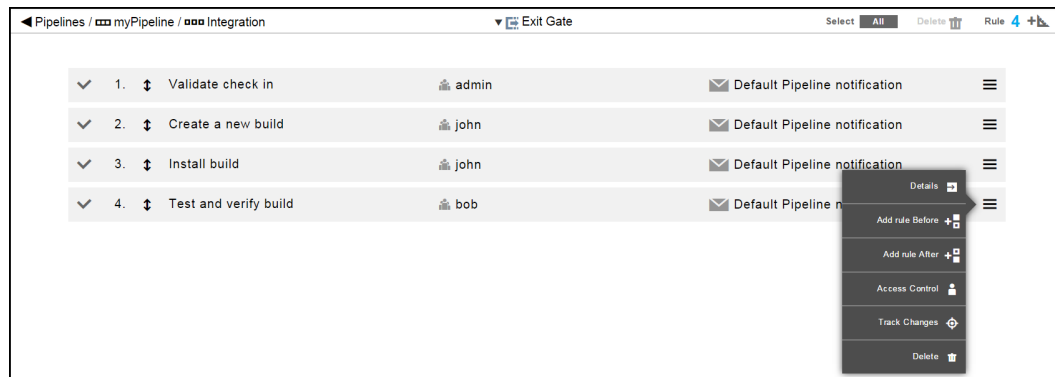 Pipelines / myPipeline / Integration Exit Gate Select All Delete Rule 4
1. Validate check in admin Default Pipeline notification
2. Create a new build john Default Pipeline notification
3. Install build john Default Pipeline notification
4. Test and verify build bob Default Pipeline n
Details
Add rule Before
Add rule After
Access Control
Track Changes
Delete